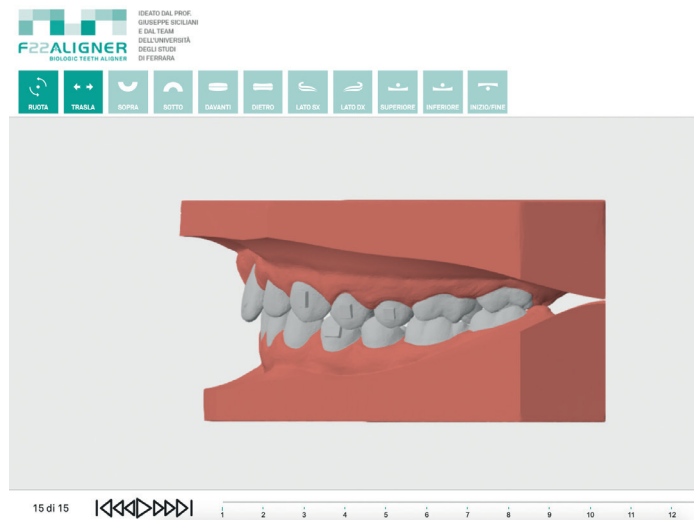 IDEATO DAL PROF.
GIUSEPPE SICILIANI
E DAL TEAM
DELL'UNIVERSITÀ
DEGLI STUDI
DI FERRARA
F22ALIGNER
BIOLOGIC TEETH ALIGNER
RUOTA TRASLA SOPRA SOTTO DAVANTI DIETRO LATO SX LATO DX SUPERIORE INFERIORE INIZIO/FINE
15 di 15
1 2 3 4 5 6 7 8 9 10 11 12